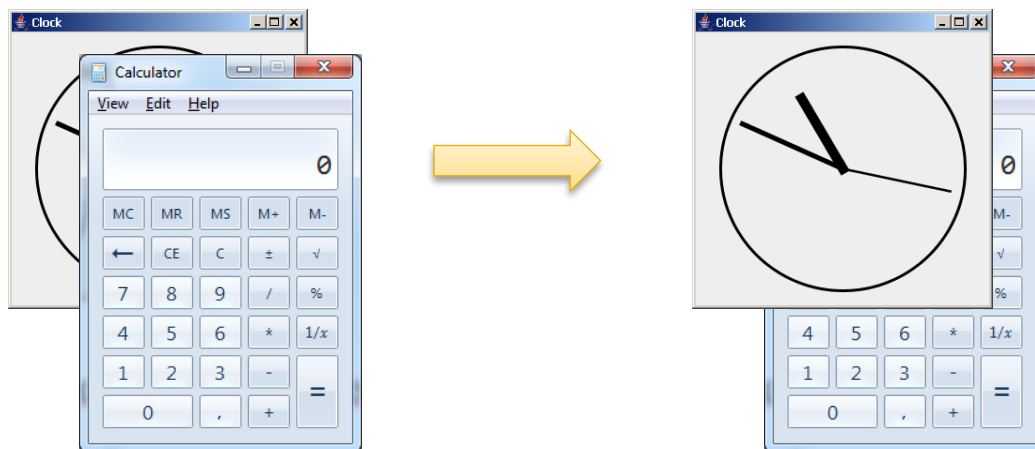 Clock
Calculator
View Edit Help
0
MC MR MS M+ M-
← CE C ± √
7 8 9 / %
4 5 6 * 1/x
1 2 3 - =
0 , +
Clock
0
M-
√
%
4 5 6 * 1/x
1 2 3 - =
0 , +